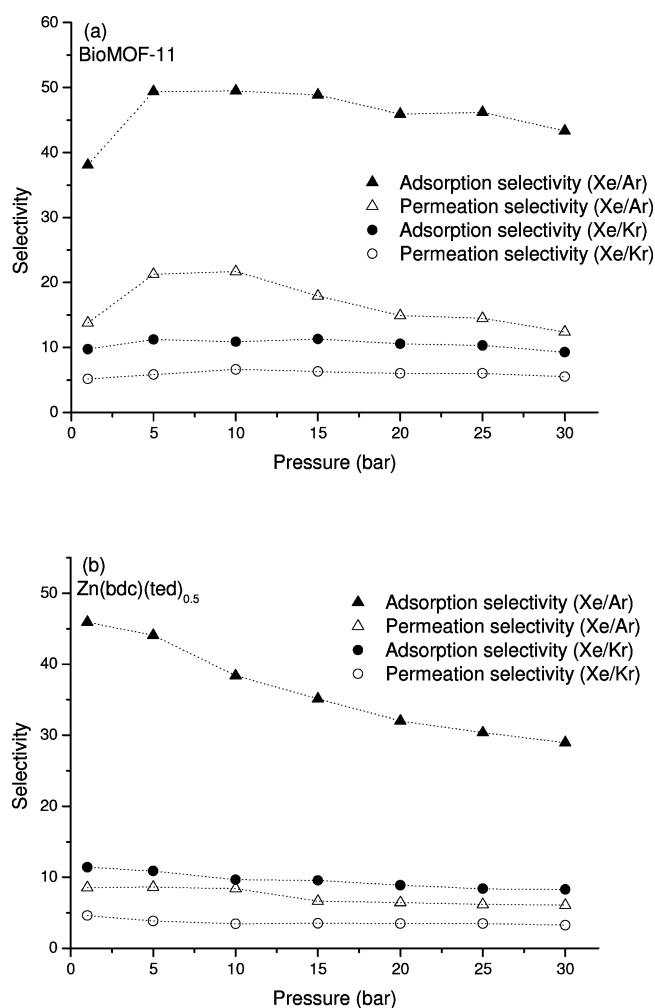 (a)
BioMOF-11
60
50
40
30
20
10
0
Selectivity
Adsorption selectivity (Xe/Ar)
Permeation selectivity (Xe/Ar)
Adsorption selectivity (Xe/Kr)
Permeation selectivity (Xe/Kr)
0 5 10 15 20 25 30
Pressure (bar)
(b)
Zn(bdc)(ted)0.5
50
40
30
20
10
0
Selectivity
Adsorption selectivity (Xe/Ar)
Permeation selectivity (Xe/Ar)
Adsorption selectivity (Xe/Kr)
Permeation selectivity (Xe/Kr)
0 5 10 15 20 25 30
Pressure (bar)